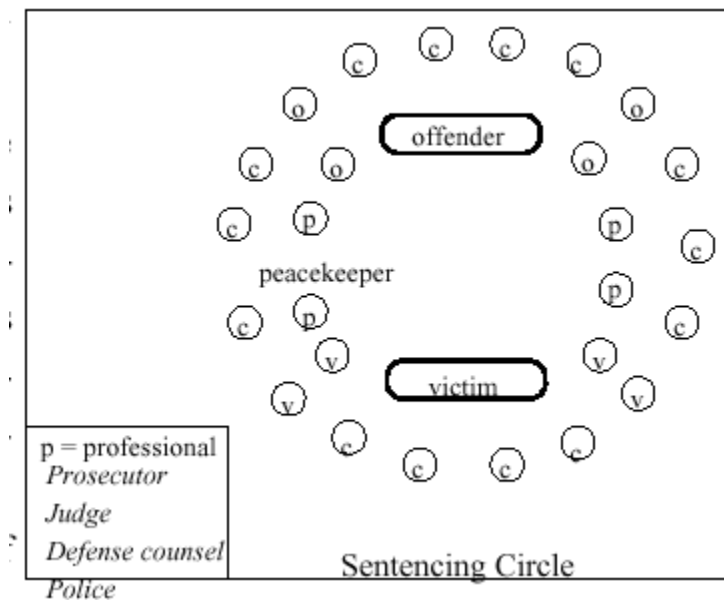 c c c c
o o
offender
c o o c
c p p c
peacekeeper
p
c p c
v v
victim
v v
c c c c
p = professional
Prosecutor
Judge
Defense counsel
Police
Sentencing Circle